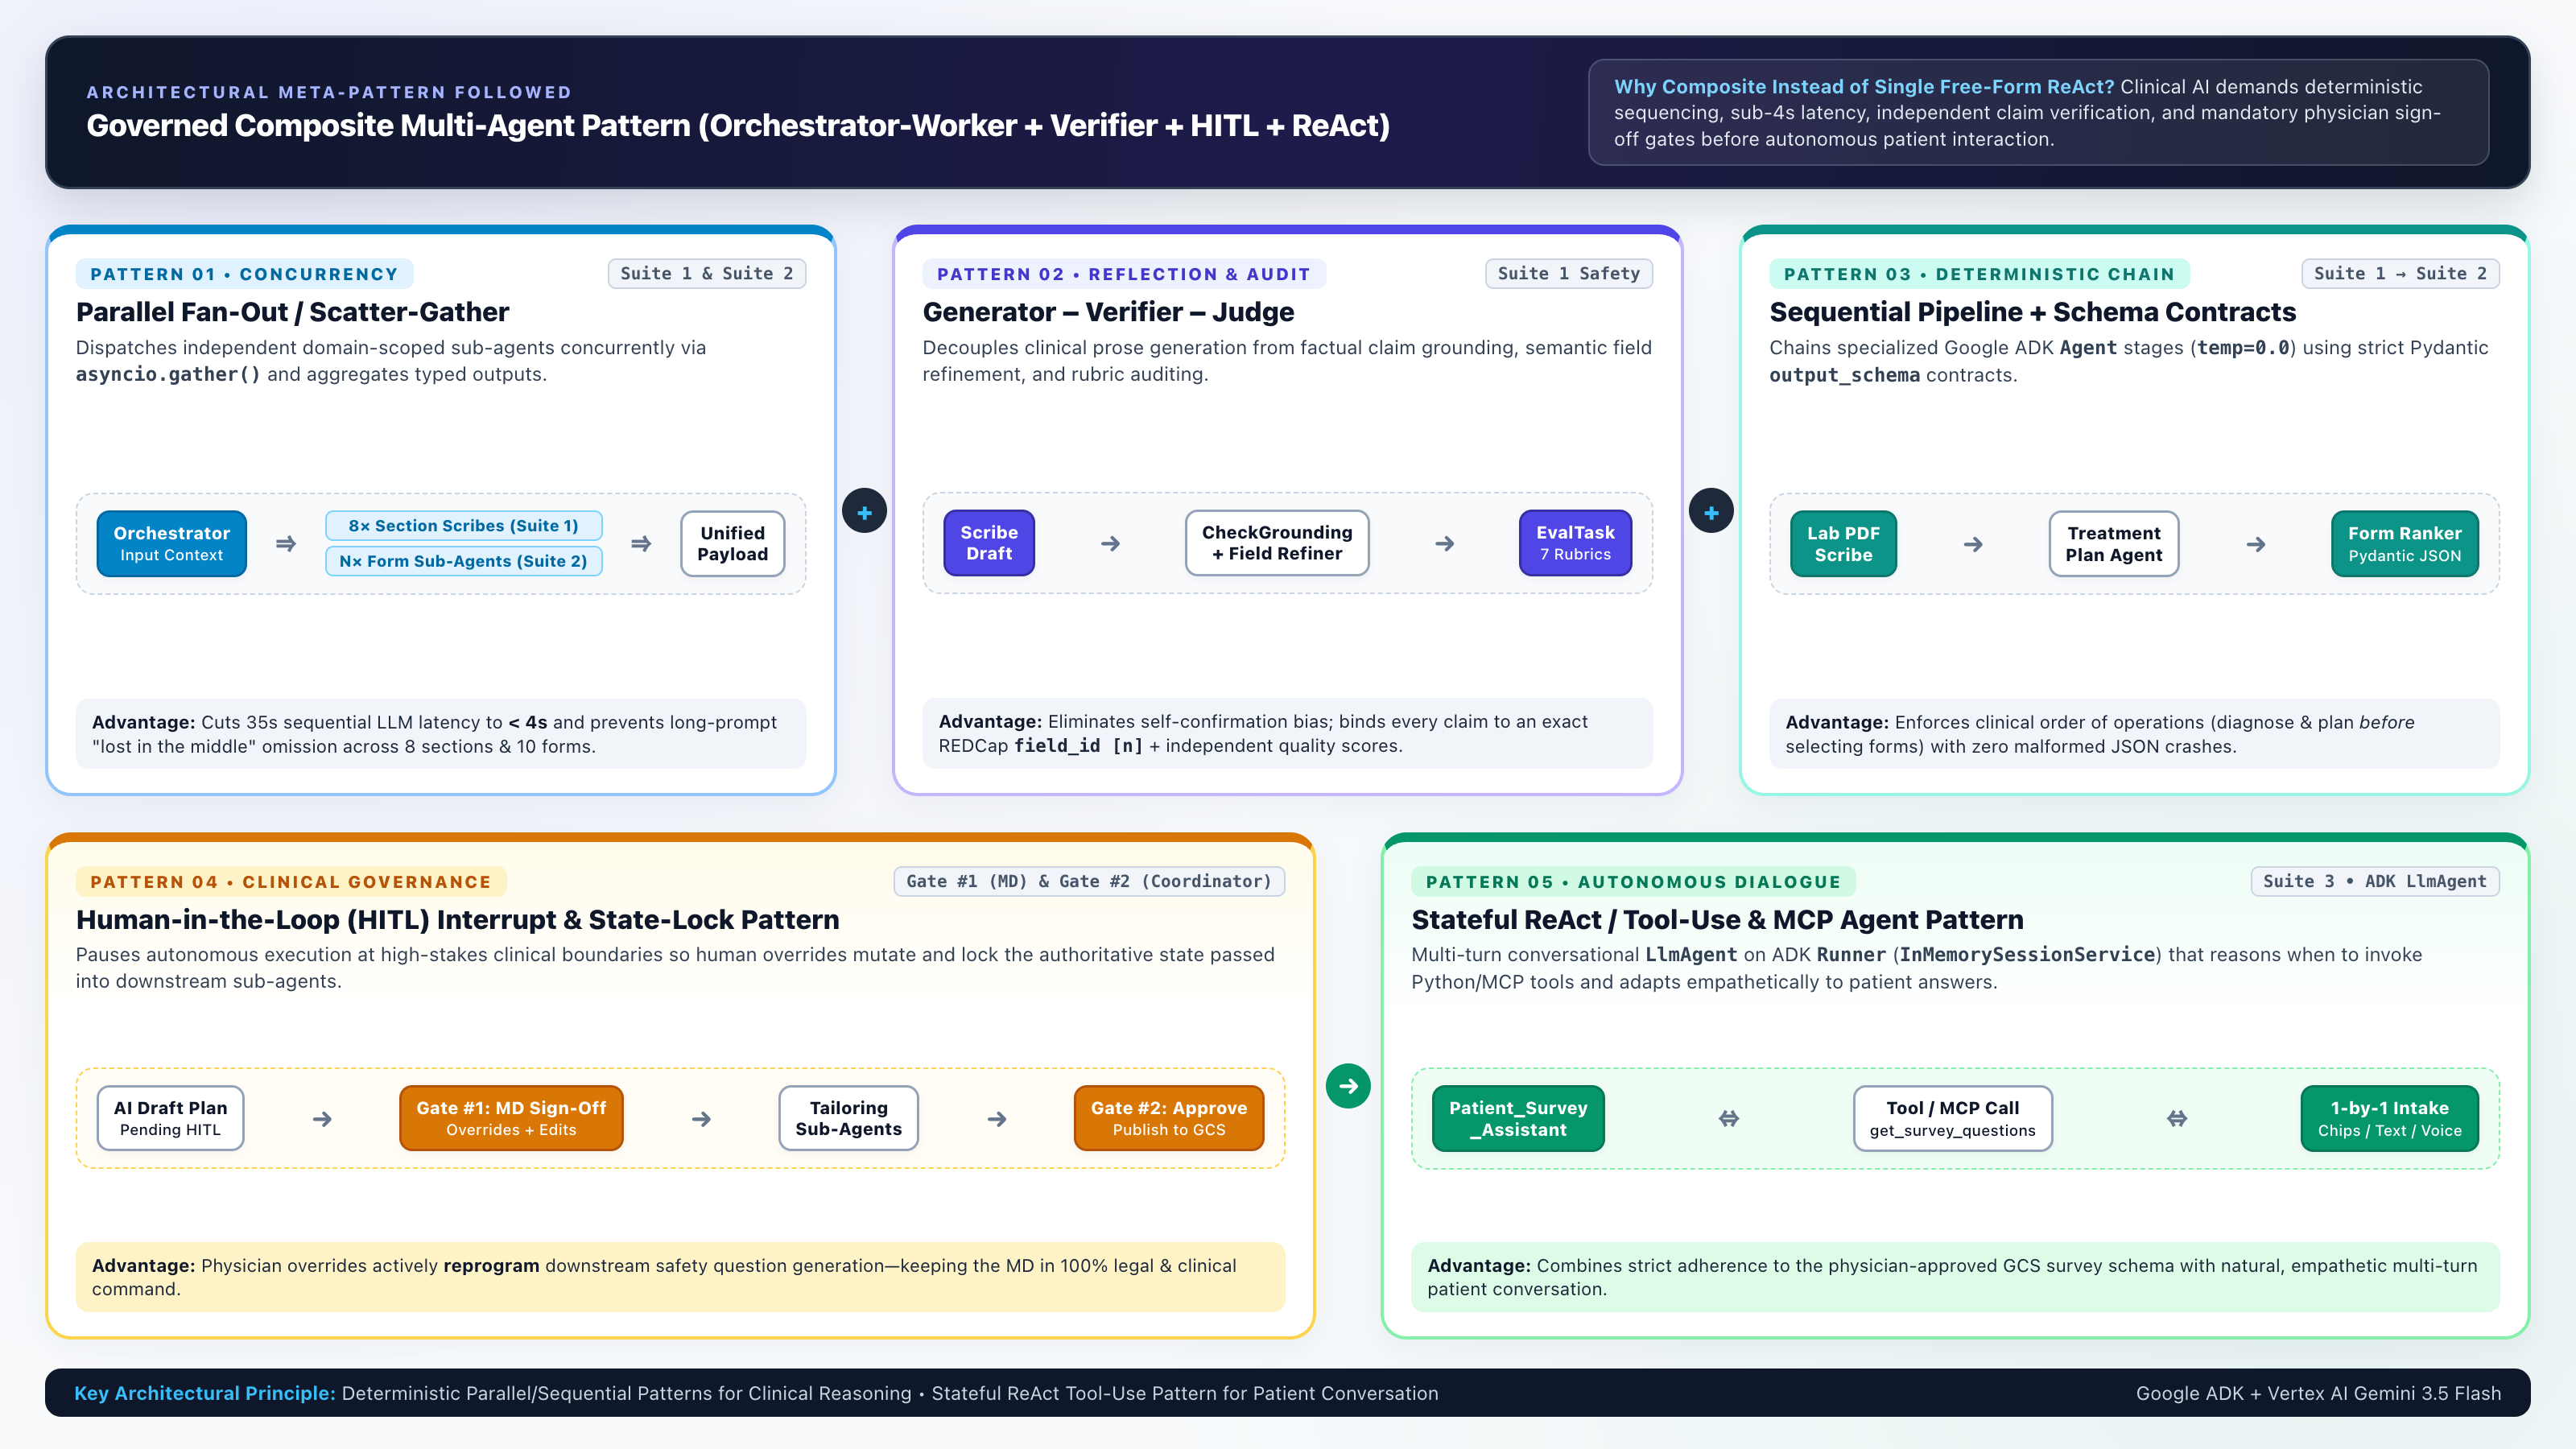 ARCHITECTURAL META-PATTERN FOLLOWED
Governed Composite Multi-Agent Pattern (Orchestrator-Worker + Verifier + HITL + ReAct)
Why Composite Instead of Single Free-Form ReAct? Clinical AI demands deterministic
sequencing, sub-4s latency, independent claim verification, and mandatory physician sign-
off gates before autonomous patient interaction.
PATTERN 01 • CONCURRENCY
Suite 1 & Suite 2
Parallel Fan-Out / Scatter-Gather
Dispatches independent domain-scoped sub-agents concurrently via
asyncio.gather() and aggregates typed outputs.
Orchestrator
Input Context
⇉
8× Section Scribes (Suite 1)
N× Form Sub-Agents (Suite 2)
⇉
Unified
Payload
Advantage: Cuts 35s sequential LLM latency to < 4s and prevents long-prompt
"lost in the middle" omission across 8 sections & 10 forms.
+
PATTERN 02 • REFLECTION & AUDIT
Suite 1 Safety
Generator – Verifier – Judge
Decouples clinical prose generation from factual claim grounding, semantic field
refinement, and rubric auditing.
Scribe
Draft
→
CheckGrounding
+ Field Refiner
→
EvalTask
7 Rubrics
Advantage: Eliminates self-confirmation bias; binds every claim to an exact
REDCap field_id [n] + independent quality scores.
+
PATTERN 03 • DETERMINISTIC CHAIN
Suite 1 → Suite 2
Sequential Pipeline + Schema Contracts
Chains specialized Google ADK Agent stages (temp=0.0) using strict Pydantic
output_schema contracts.
Lab PDF
Scribe
→
Treatment
Plan Agent
→
Form Ranker
Pydantic JSON
Advantage: Enforces clinical order of operations (diagnose & plan before
selecting forms) with zero malformed JSON crashes.
PATTERN 04 • CLINICAL GOVERNANCE
Gate #1 (MD) & Gate #2 (Coordinator)
Human-in-the-Loop (HITL) Interrupt & State-Lock Pattern
Pauses autonomous execution at high-stakes clinical boundaries so human overrides mutate and lock the authoritative state passed
into downstream sub-agents.
AI Draft Plan
Pending HITL
→
Gate #1: MD Sign-Off
Overrides + Edits
→
Tailoring
Sub-Agents
→
Gate #2: Approve
Publish to GCS
Advantage: Physician overrides actively reprogram downstream safety question generation—keeping the MD in 100% legal & clinical
command.
→
PATTERN 05 • AUTONOMOUS DIALOGUE
Suite 3 • ADK LlmAgent
Stateful ReAct / Tool-Use & MCP Agent Pattern
Multi-turn conversational LlmAgent on ADK Runner (InMemorySessionService) that reasons when to invoke
Python/MCP tools and adapts empathetically to patient answers.
Patient_Survey
_Assistant
⇔
Tool / MCP Call
get_survey_questions
⇔
1-by-1 Intake
Chips / Text / Voice
Advantage: Combines strict adherence to the physician-approved GCS survey schema with natural, empathetic multi-turn
patient conversation.
Key Architectural Principle: Deterministic Parallel/Sequential Patterns for Clinical Reasoning • Stateful ReAct Tool-Use Pattern for Patient Conversation
Google ADK + Vertex AI Gemini 3.5 Flash